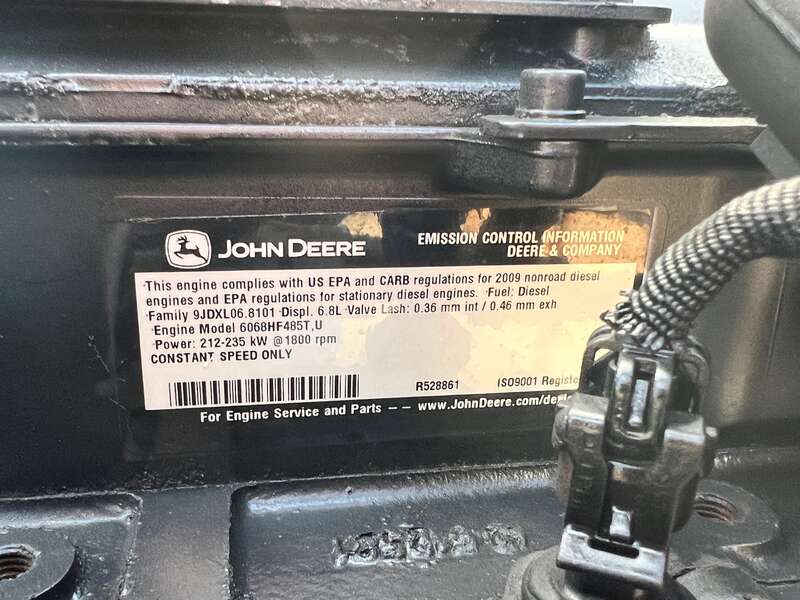 JOHN DEERE
EMISSION CONTROL INFORMATION
DEERE & COMPANY
This engine complies with US EPA and CARB regulations for 2009 nonroad diesel
engines and EPA regulations for stationary diesel engines. Fuel: Diesel
Family 9JDXL06.8101 Displ. 6.8L Valve Lash: 0.36 mm int / 0.46 mm exh
Engine Model 6068HF485T,U
Power: 212-235 kW @1800 rpm
CONSTANT SPEED ONLY
R528861 ISO9001
For Engine Service and Parts -- www.JohnDeere.com/